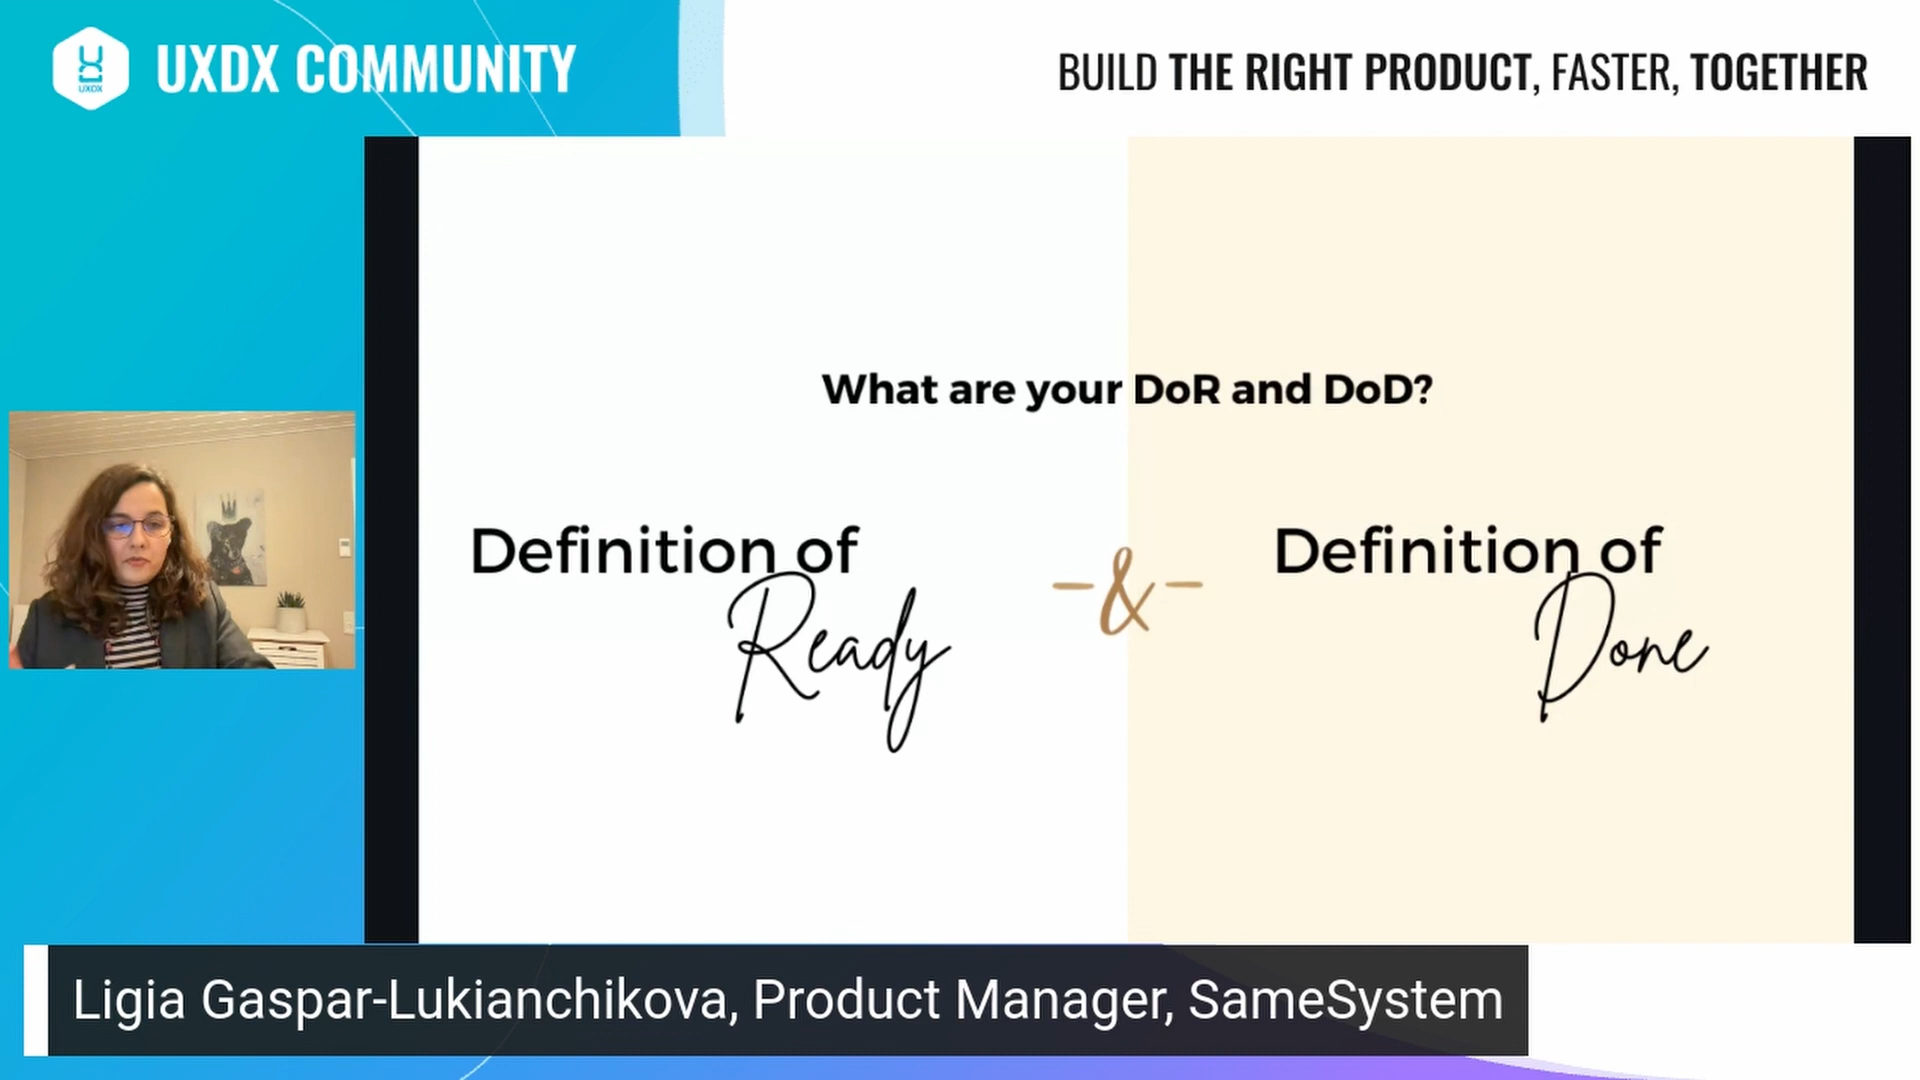 UXDX
UXDX COMMUNITY
BUILD THE RIGHT PRODUCT, FASTER, TOGETHER
What are your DoR and DoD?
Definition of
Ready
-&-
Definition of
Done
Ligia Gaspar-Lukianchikova, Product Manager, SameSystem